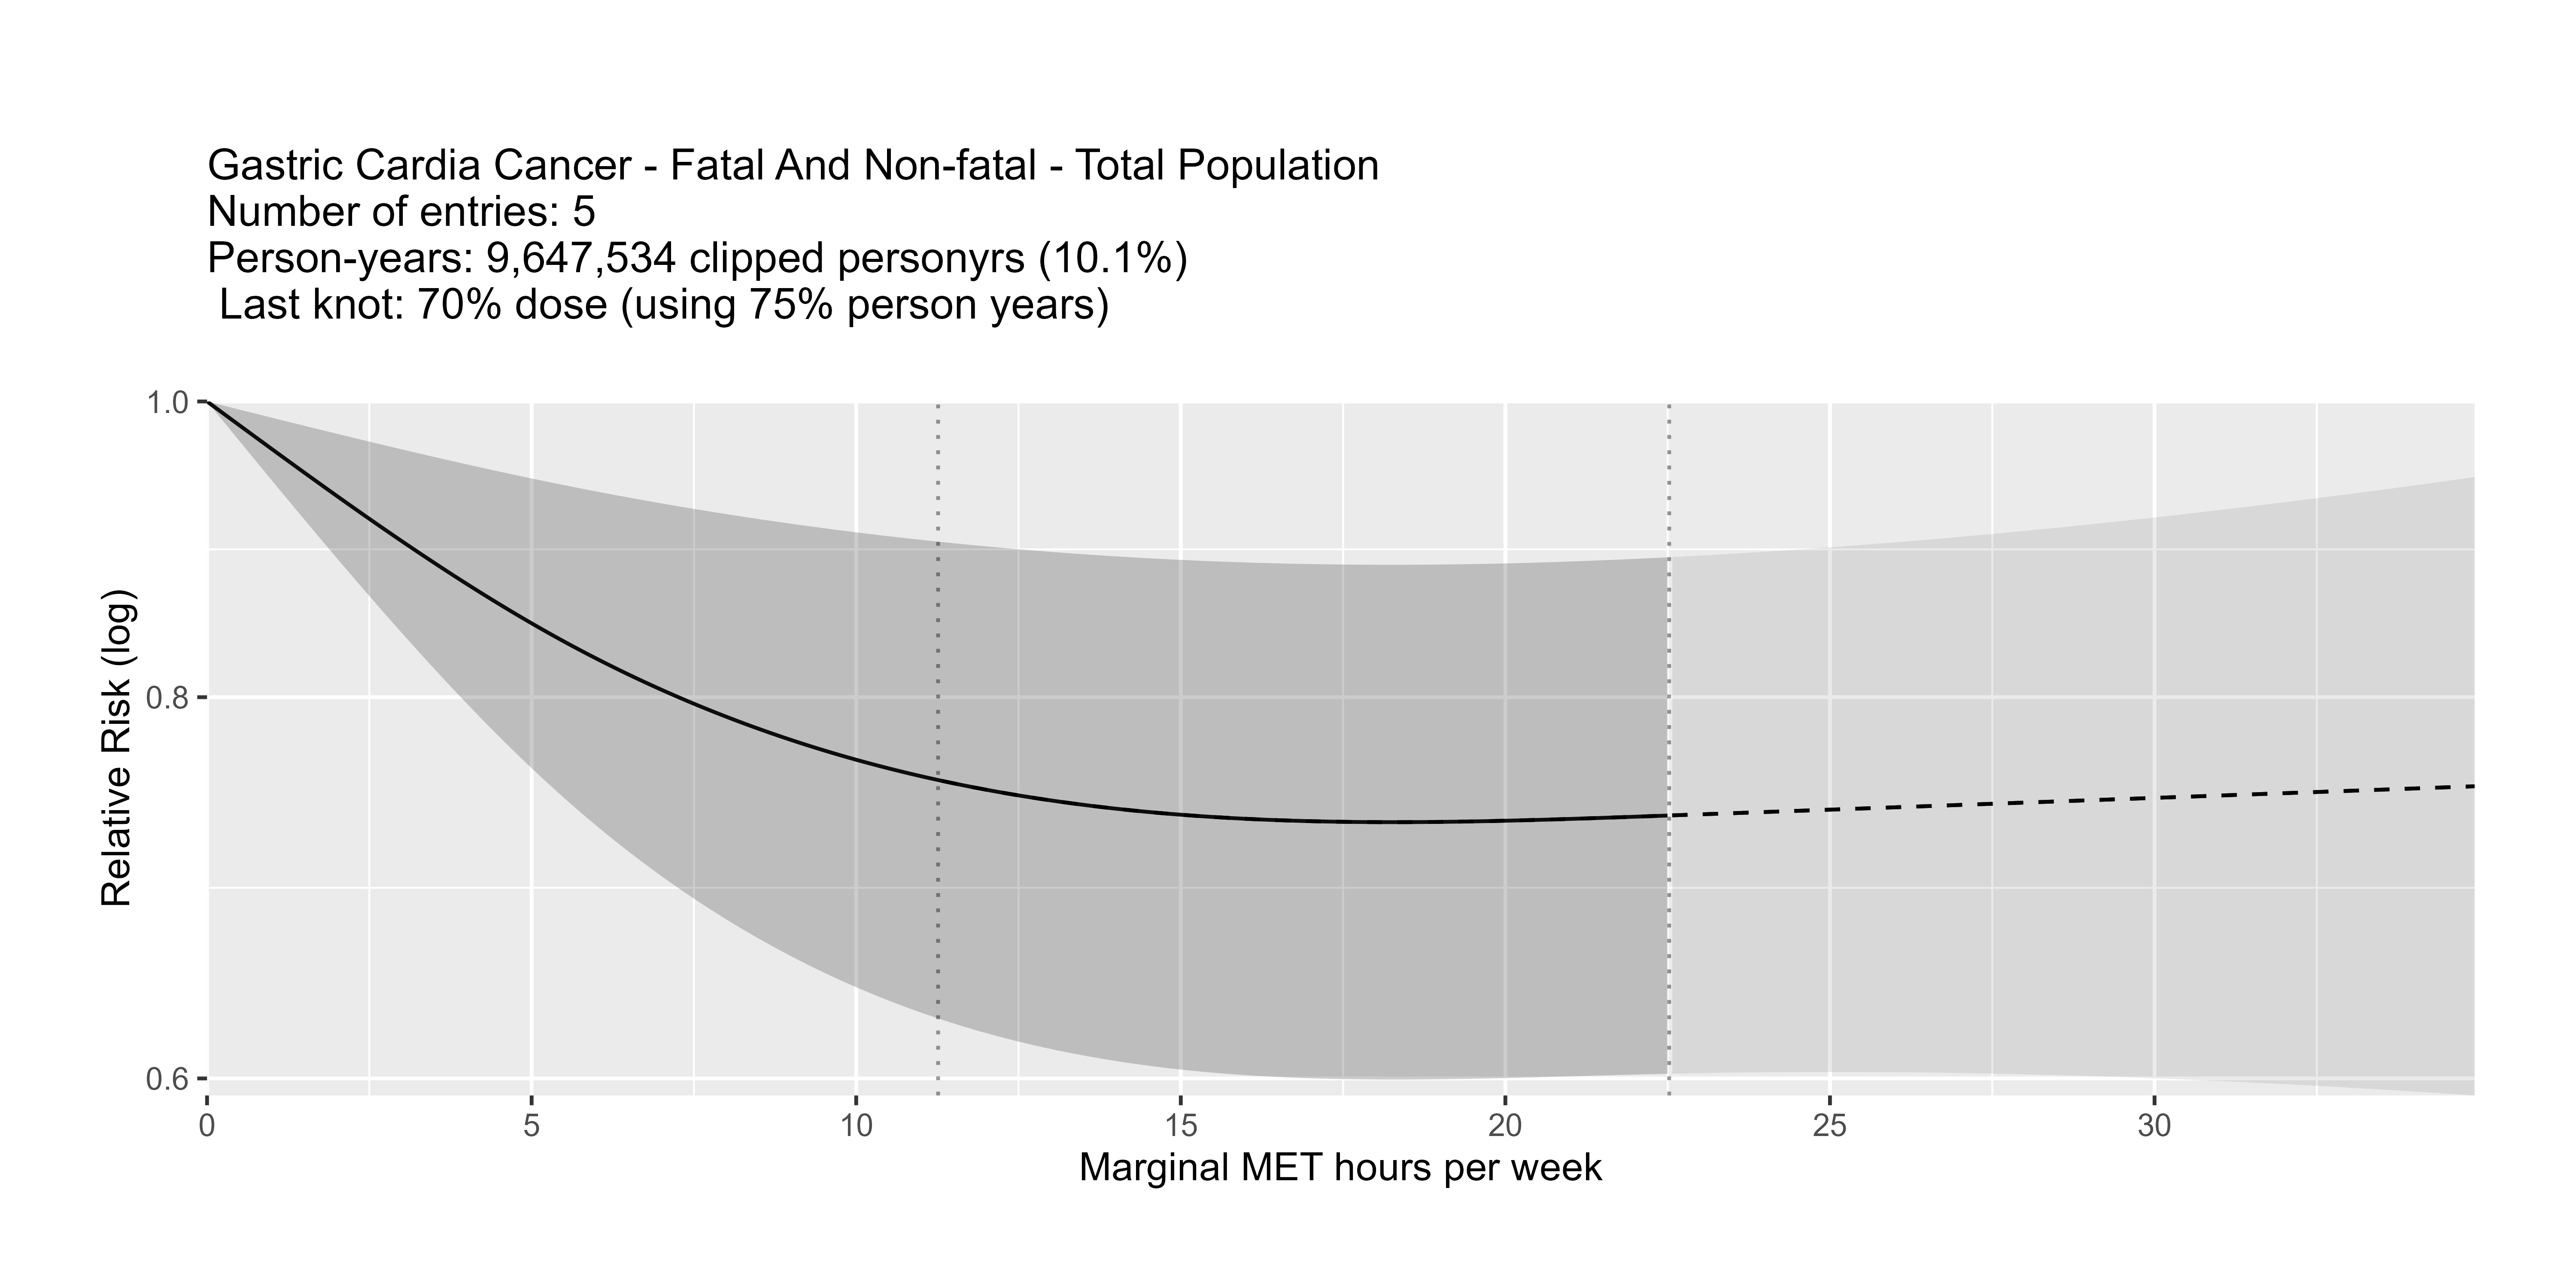 Gastric Cardia Cancer - Fatal And Non-fatal - Total Population
Number of entries: 5
Person-years: 9,647,534 clipped personyrs (10.1%)
Last knot: 70% dose (using 75% person years)
1.0
0.8
0.6
Relative Risk (log)
0 5 10 15 20 25 30
Marginal MET hours per week